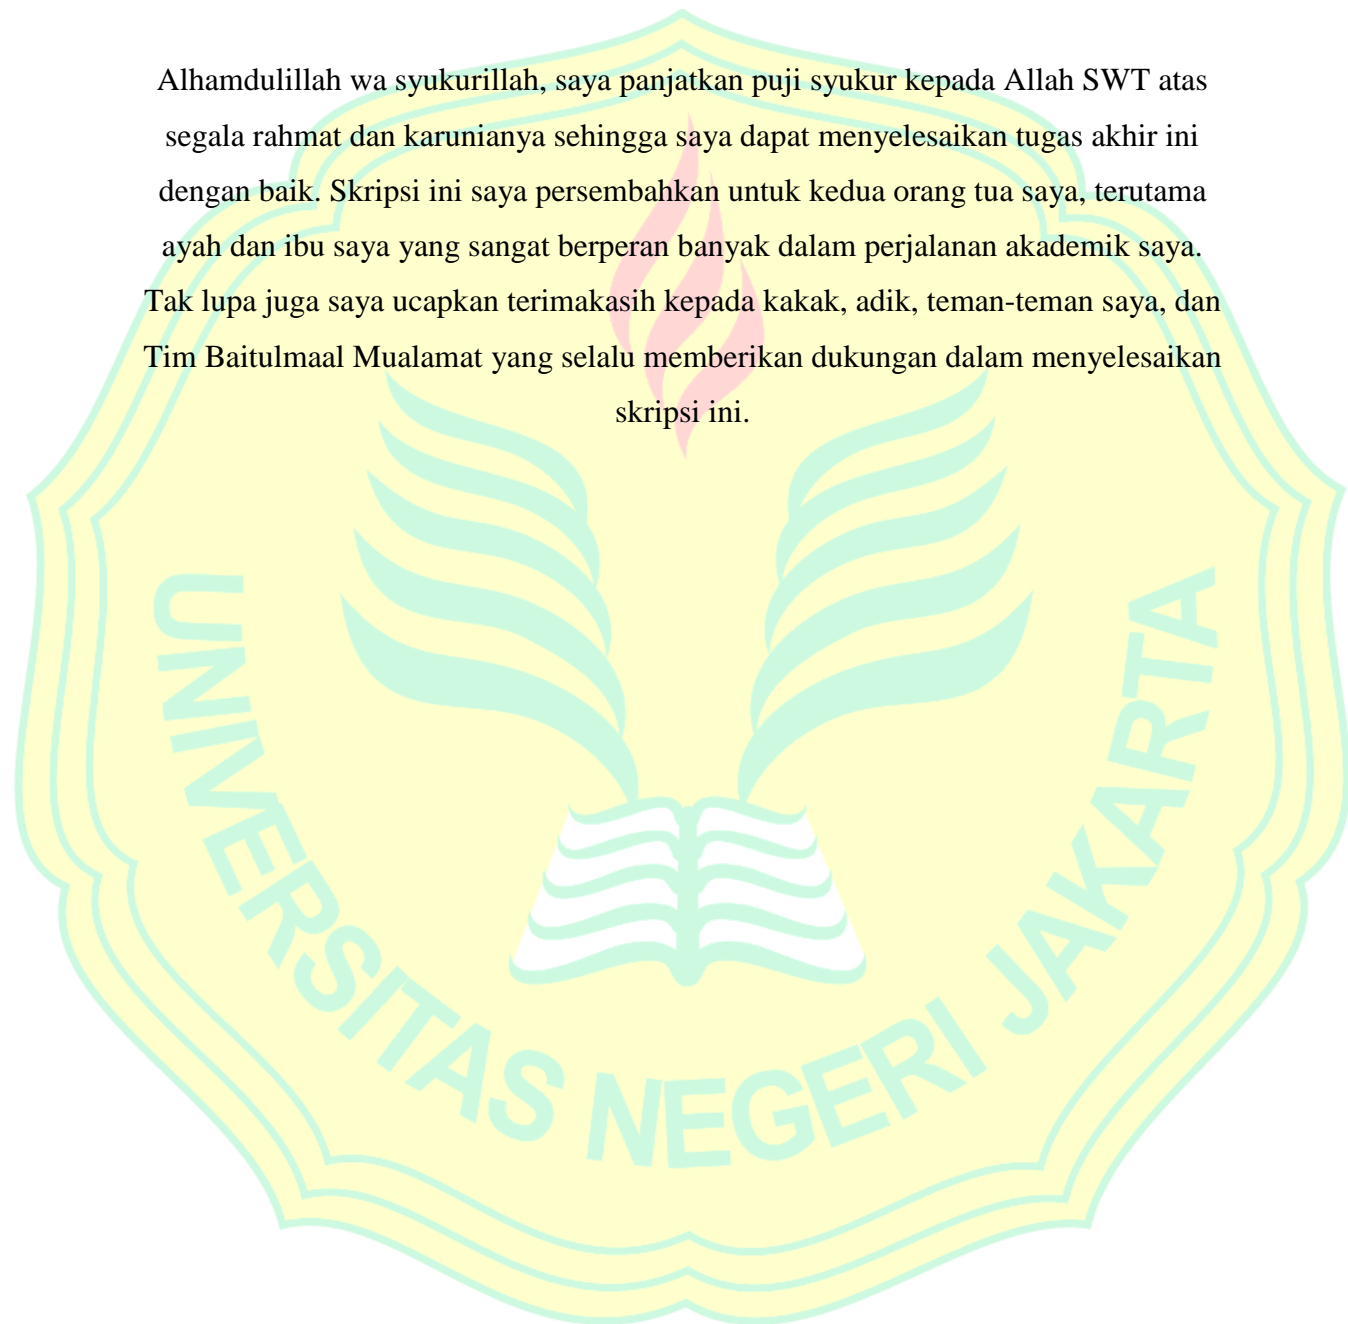 Alhamdulillah wa syukurillah, saya panjatkan puji syukur kepada Allah SWT atas
segala rahmat dan karunianya sehingga saya dapat menyelesaikan tugas akhir ini
dengan baik. Skripsi ini saya persembahkan untuk kedua orang tua saya, terutama
ayah dan ibu saya yang sangat berperan banyak dalam perjalanan akademik saya.
Tak lupa juga saya ucapkan terimakasih kepada kakak, adik, teman-teman saya, dan
Tim Baitulmaal Mualamat yang selalu memberikan dukungan dalam menyelesaikan
skripsi ini.
UNIVERSITAS NEGERI JAKARTA